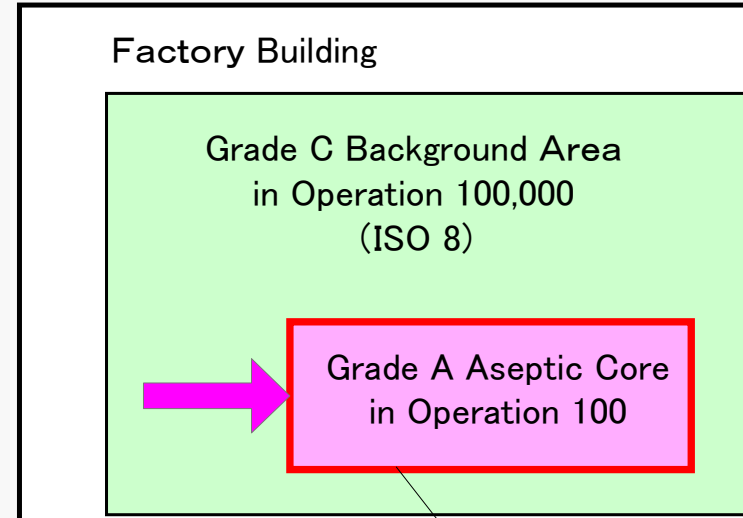 Factory Building
Grade C Background Area
in Operation 100,000
(ISO 8)
Grade A Aseptic Core
in Operation 100